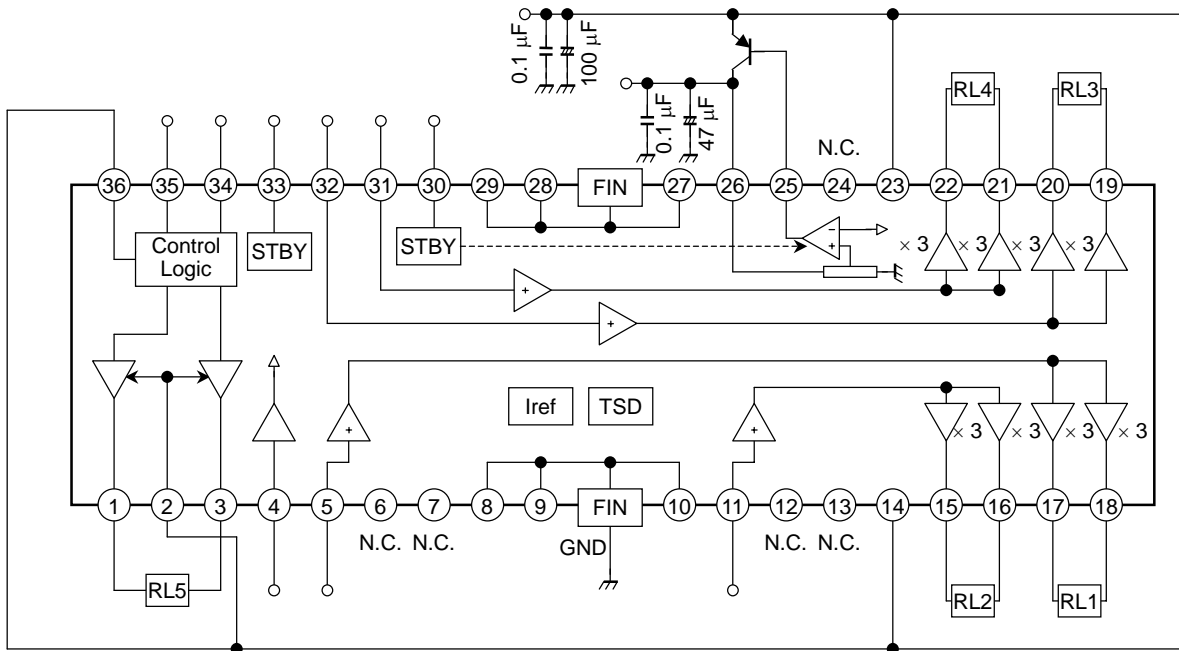 0.1 μF
100 μF
0.1 μF
47 μF
RL4
RL3
N.C.
36
35
34
33
32
31
30
29
28
FIN
27
26
25
24
23
22
21
20
19
Control
Logic
STBY
STBY
−
+
× 3
× 3
× 3
+
+
Iref
TSD
+
+
× 3
× 3
× 3
× 3
1
2
3
4
5
6
7
8
9
FIN
10
11
12
13
14
15
16
17
18
N.C.
N.C.
GND
N.C.
N.C.
RL5
RL2
RL1